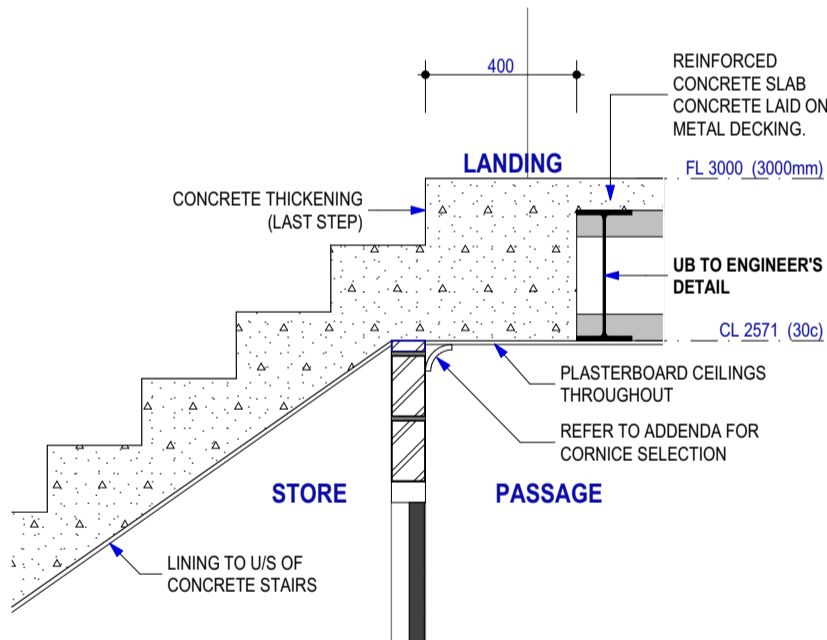 400
REINFORCED
CONCRETE SLAB
CONCRETE LAID ON
METAL DECKING.
LANDING
FL 3000 (3000mm)
CONCRETE THICKENING
(LAST STEP)
UB TO ENGINEER'S
DETAIL
CL 2571 (30c)
PLASTERBOARD CEILINGS
THROUGHOUT
REFER TO ADDENDA FOR
CORNICE SELECTION
STORE
PASSAGE
LINING TO U/S OF
CONCRETE STAIRS